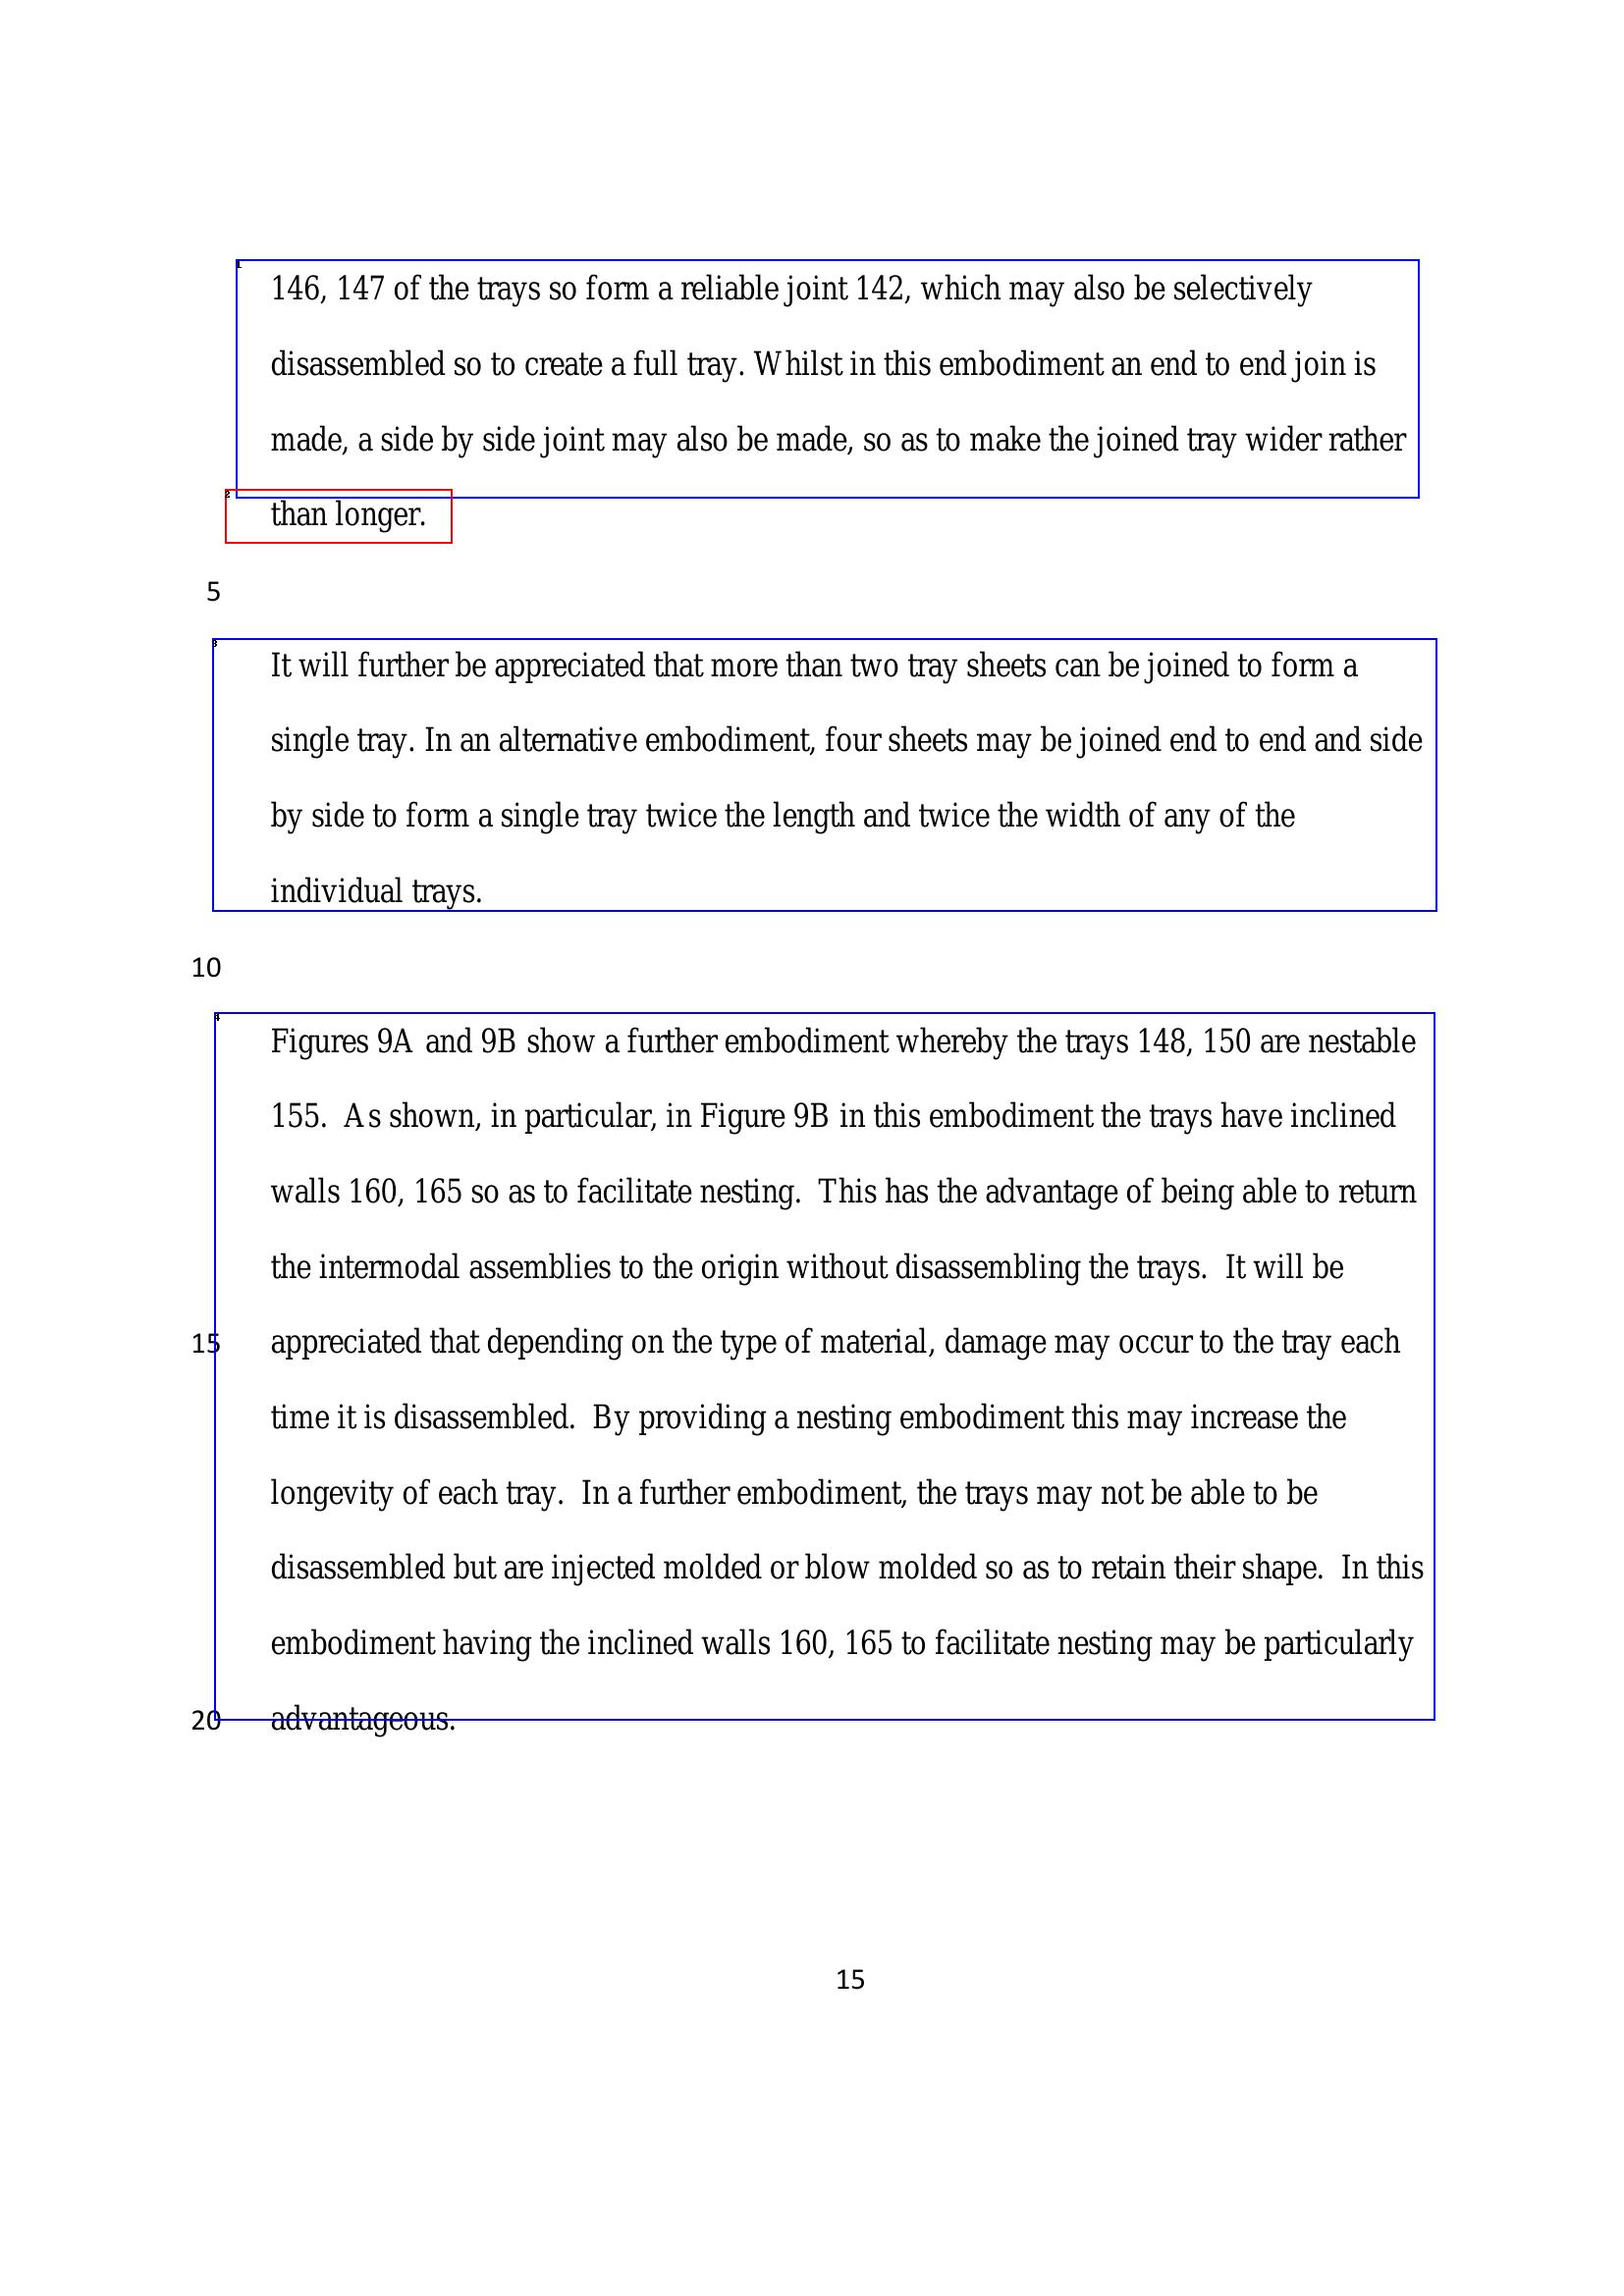 146, 147 of the trays so form a reliable joint 142, which may also be selectively
disassembled so to create a full tray. Whilst in this embodiment an end to end join is
made, a side by side joint may also be made, so as to make the joined tray wider rather
than longer.
5
It will further be appreciated that more than two tray sheets can be joined to form a
single tray. In an alternative embodiment, four sheets may be joined end to end and side
by side to form a single tray twice the length and twice the width of any of the
individual trays.
10
Figures 9A and 9B show a further embodiment whereby the trays 148, 150 are nestable
155.  As shown, in particular, in Figure 9B in this embodiment the trays have inclined
walls 160, 165 so as to facilitate nesting.  This has the advantage of being able to return
the intermodal assemblies to the origin without disassembling the trays.  It will be
15 appreciated that depending on the type of material, damage may occur to the tray each
time it is disassembled.  By providing a nesting embodiment this may increase the
longevity of each tray.  In a further embodiment, the trays may not be able to be
disassembled but are injected molded or blow molded so as to retain their shape.  In this
embodiment having the inclined walls 160, 165 to facilitate nesting may be particularly
20 advantageous.
15